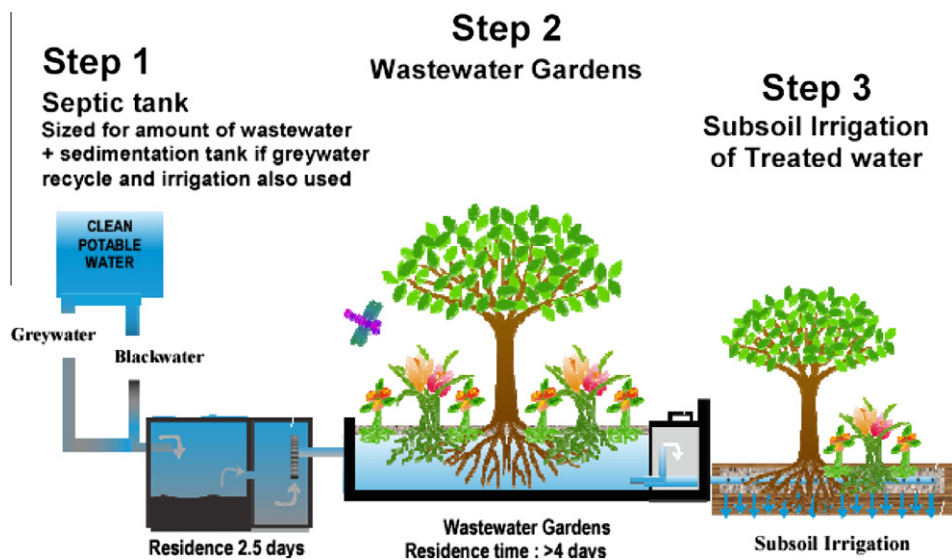 Step 1
Septic tank
Sized for amount of wastewater
+ sedimentation tank if greywater
recycle and irrigation also used
Step 2
Wastewater Gardens
Step 3
Subsoil Irrigation
of Treated water
CLEAN
POTABLE
WATER
Greywater
Blackwater
Residence 2.5 days
Wastewater Gardens
Residence time : >4 days
Subsoil Irrigation